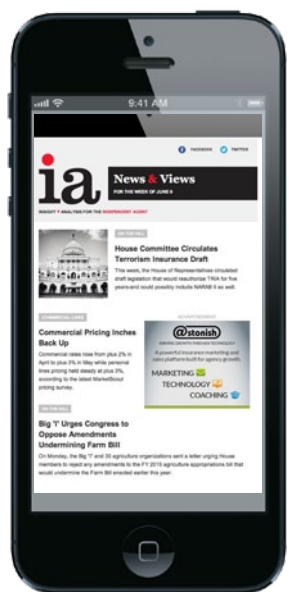 9:41 AM
FACEBOOK TWITTER
ia
News & Views
FOR THE WEEK OF JUNE 9
INSIGHT + ANALYSIS FOR THE INDEPENDENT AGENT
ON THE HILL
House Committee Circulates
Terrorism Insurance Draft
This week, the House of Representatives circulated
draft legislation that would reauthorize TRIA for five
years and could possibly include NARAB II as well.
COMMERCIAL LINES
Commercial Pricing Inches
Back Up
Commercial rates rose from plus 2% in
April to plus 3% in May while personal
lines pricing held steady at plus 3%,
according to the latest MarketScout
pricing survey.
ADVERTISEMENT
@stonish
DRIVING GROWTH THROUGH TECHNOLOGY
A powerful insurance marketing and
sales platform built for agency growth.
MARKETING
TECHNOLOGY
COACHING
ON THE HILL
Big "I" Urges Congress to
Oppose Amendments
Undermining Farm Bill
On Monday, the Big "I" and 30 agriculture organizations sent a letter urging House
members to reject any amendments to the FY 2015 agriculture appropriations bill that
would undermine the Farm Bill enacted earlier this year.